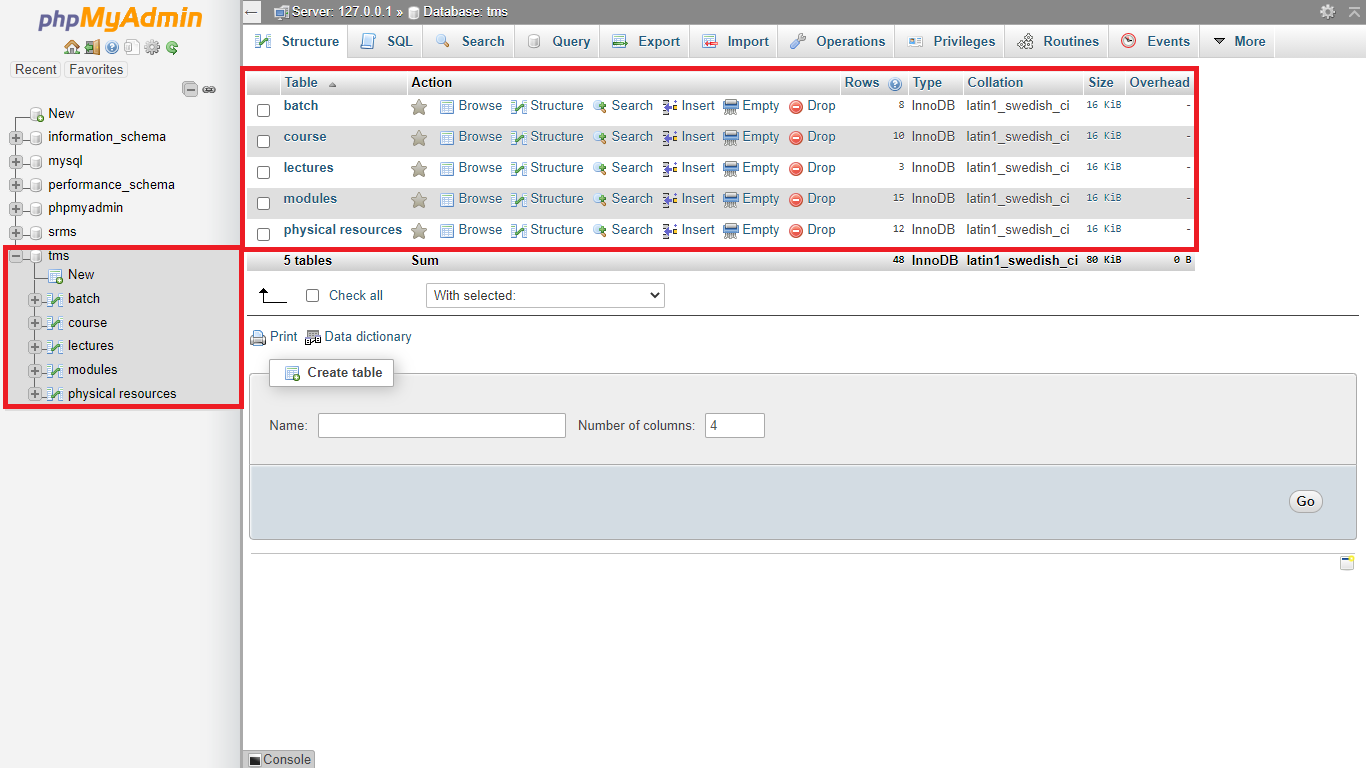 phpMyAdmin
Recent Favorites
New
information_schema
mysql
performance_schema
phpmyadmin
srms
tms
New
batch
course
lectures
modules
physical resources
Server: 127.0.0.1 » Database: tms
Structure SQL Search Query Export Import Operations Privileges Routines Events More
Table Action Rows Type Collation Size Overhead
batch Browse Structure Search Insert Empty Drop 8 InnoDB latin1_swedish_ci 16 KiB -
course Browse Structure Search Insert Empty Drop 10 InnoDB latin1_swedish_ci 16 KiB -
lectures Browse Structure Search Insert Empty Drop 3 InnoDB latin1_swedish_ci 16 KiB -
modules Browse Structure Search Insert Empty Drop 15 InnoDB latin1_swedish_ci 16 KiB -
physical resources Browse Structure Search Insert Empty Drop 12 InnoDB latin1_swedish_ci 16 KiB -
5 tables Sum 48 InnoDB latin1_swedish_ci 80 KiB 0 B
Check all With selected:
Print Data dictionary
Create table
Name: Number of columns: 4
Go
Console